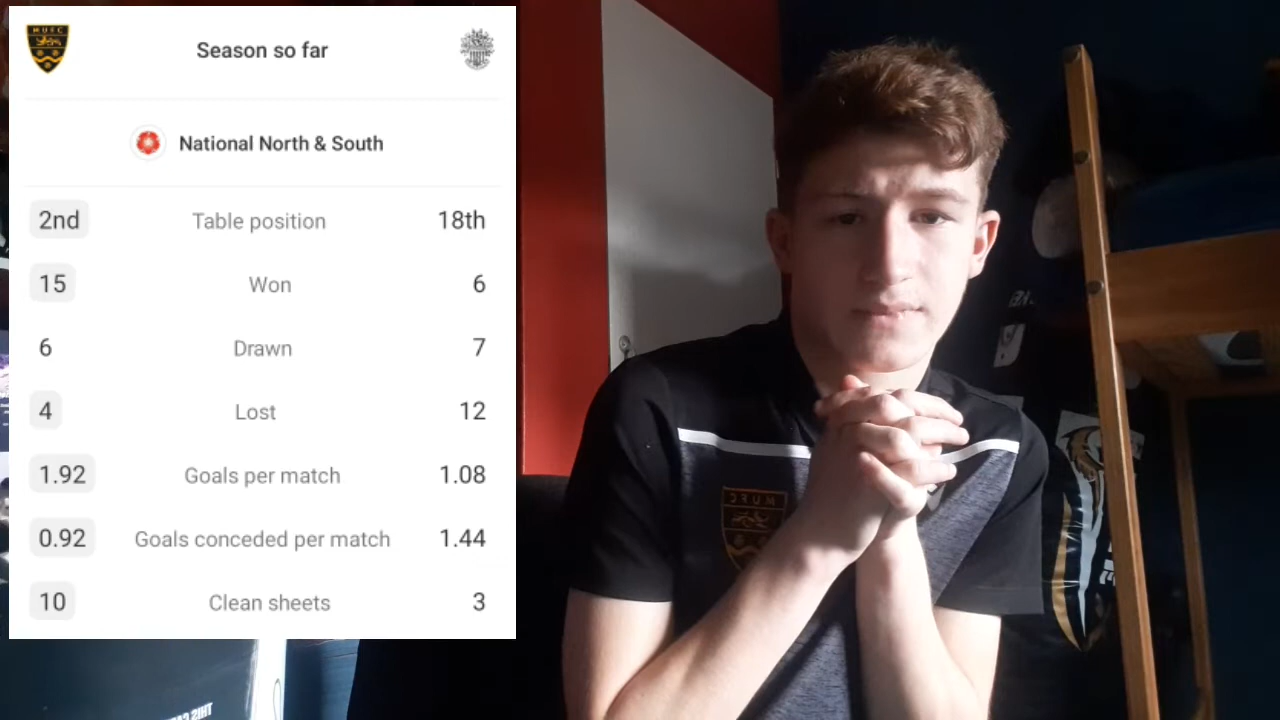 MUFC
Season so far
National North & South
2nd Table position 18th
15 Won 6
6 Drawn 7
4 Lost 12
1.92 Goals per match 1.08
0.92 Goals conceded per match 1.44
10 Clean sheets 3
MUFC